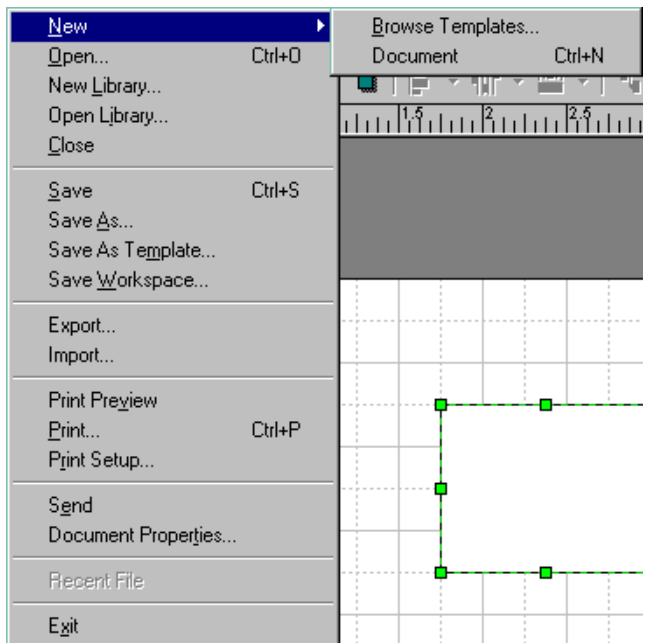 New
Browse Templates...
Open... Ctrl+O
Document Ctrl+N
New Library...
Open Library...
1.5 2 2.5
Close
Save Ctrl+S
Save As...
Save As Template...
Save Workspace...
Export...
Import...
Print Preview
Print... Ctrl+P
Print Setup...
Send
Document Properties...
Recent File
Exit